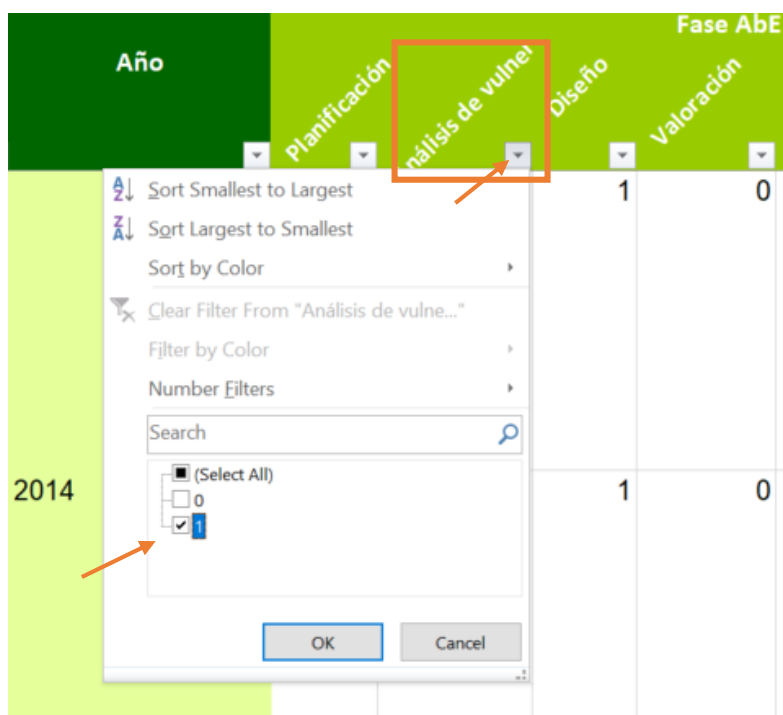 Fase AbE
Año
Planificación
nálisis de vulner
Diseño
Valoración
Sort Smallest to Largest
1
0
Sort Largest to Smallest
Sort by Color
Clear Filter From "Análisis de vulne..."
Filter by Color
Number Filters
Search
(Select All)
2014
1
0
0
1
OK
Cancel